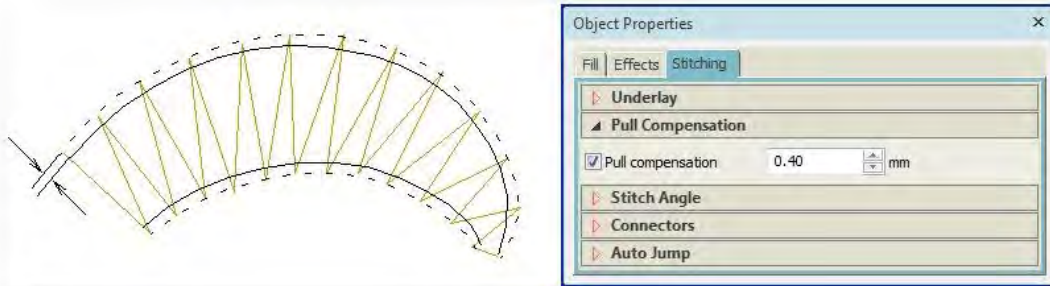 Object Properties
Fill Effects Stitching
Underlay
Pull Compensation
Pull compensation 0.40 mm
Stitch Angle
Connectors
Auto Jump